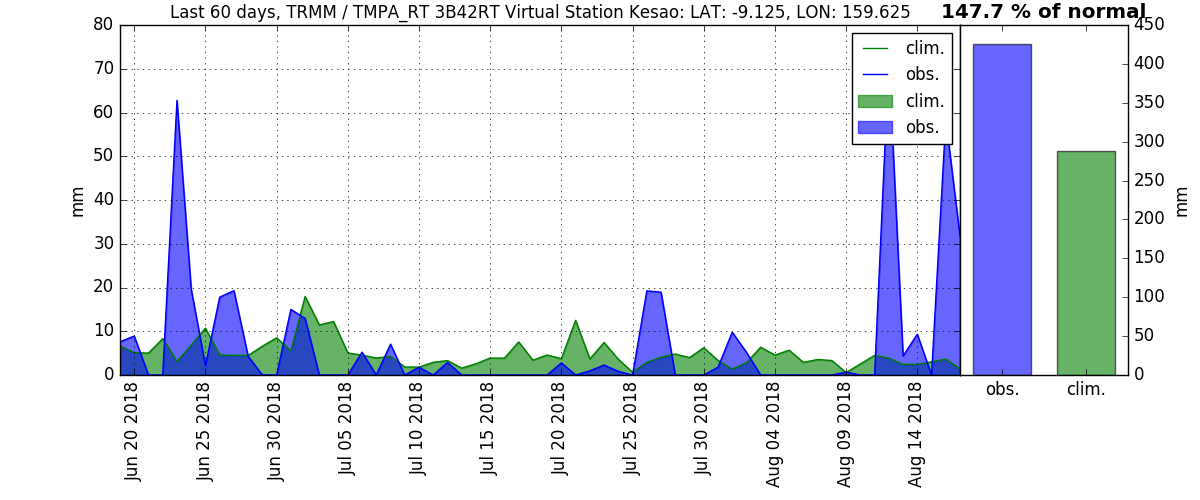 Last 60 days, TRMM / TMPA_RT 3B42RT Virtual Station Kesao: LAT: -9.125, LON: 159.625
147.7 % of normal
80
70
60
50
40
30
20
10
0
mm
clim.
obs.
clim.
obs.
450
400
350
300
250
200
150
100
50
0
mm
Jun 20 2018
Jun 25 2018
Jun 30 2018
Jul 05 2018
Jul 10 2018
Jul 15 2018
Jul 20 2018
Jul 25 2018
Jul 30 2018
Aug 04 2018
Aug 09 2018
Aug 14 2018
obs.
clim.